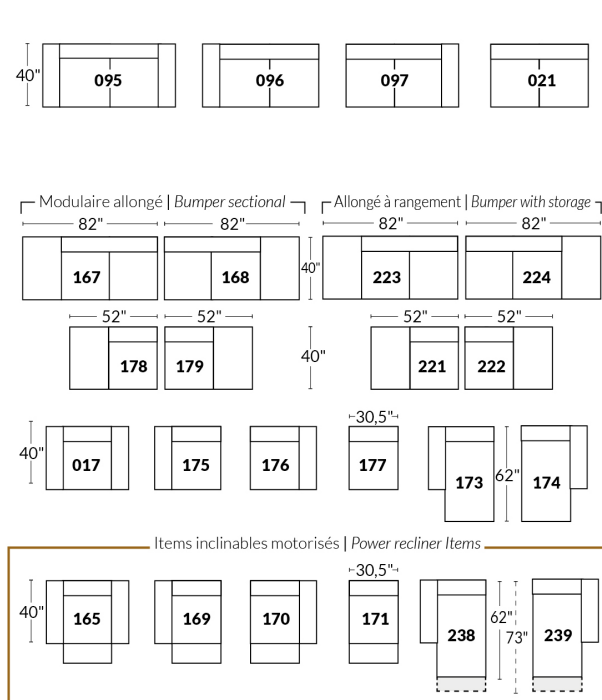 40" 095 096 097 021
Modulaire allongé | Bumper sectional Allongé à rangement | Bumper with storage
82" 82" 82" 82"
167 168 40" 223 224
52" 52" 52" 52"
178 179 40" 221 222
30,5"
40" 017 175 176 177 173 62" 174
Items inclinables motorisés | Power recliner Items
30,5"
40" 165 169 170 171 238 62" 73" 239